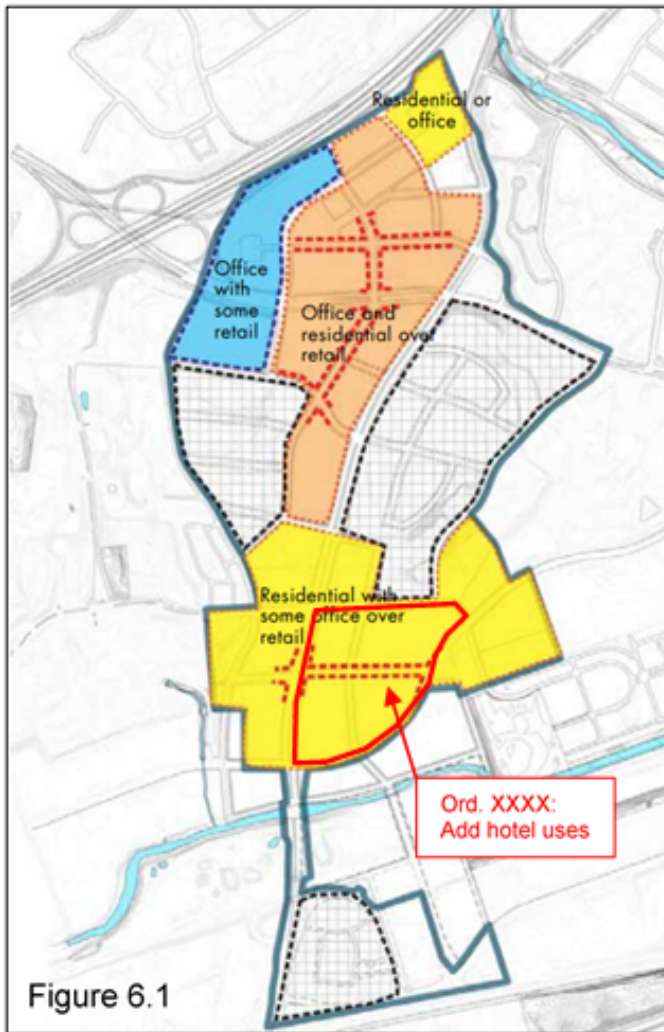 Residential or
office
Office
with
some
retail
Office and
residential over
retail
Residential with
some office over
retail
Ord. XXXX:
Add hotel uses
Figure 6.1